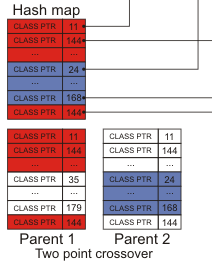 Hash map
CLASS PTR 11
CLASS PTR 144
... ...
CLASS PTR 24
... ...
CLASS PTR 168
CLASS PTR 144
CLASS PTR 11
CLASS PTR 144
... ...
CLASS PTR 35
... ...
CLASS PTR 179
CLASS PTR 144
Parent 1
CLASS PTR 11
CLASS PTR 144
... ...
CLASS PTR 24
... ...
CLASS PTR 168
CLASS PTR 144
Parent 2
Two point crossover